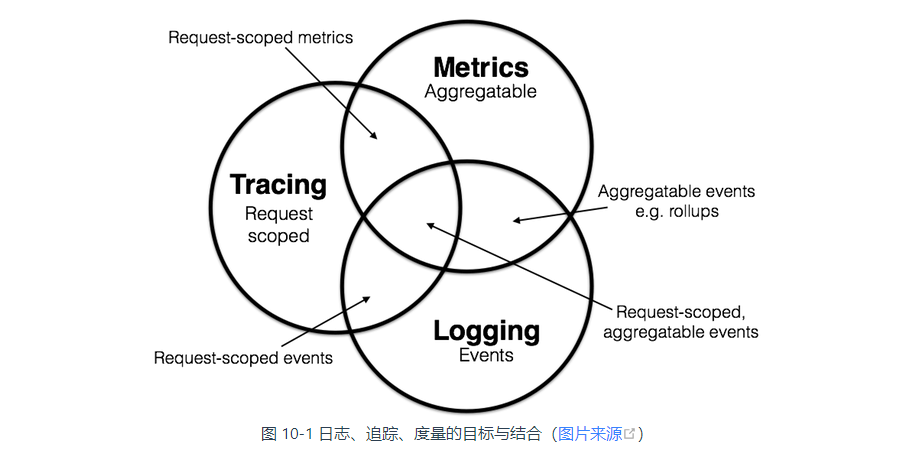 Request-scoped metrics
Metrics
Aggregatable
Tracing
Request
scoped
Aggregatable events
e.g. rollups
Request-scoped,
aggregatable events
Logging
Events
Request-scoped events
图 10-1 日志、追踪、度量的目标与结合（图片来源）